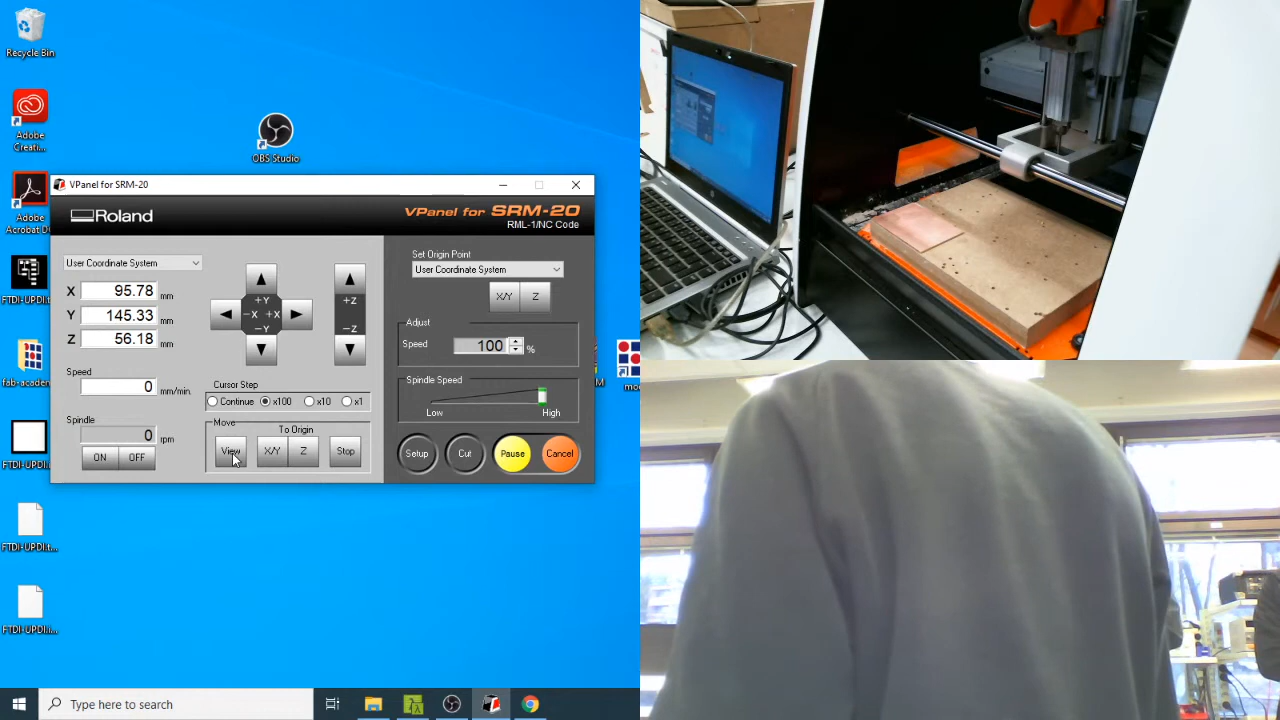 Recycle Bin
Adobe
Creati...
OBS Studio
Adobe
Acrobat D
FTDI-UPDI.t
fab-acade
FTDI-UPDI...
FTDI-UPDI.t...
FTDI-UPDI.i...
VPanel for SRM-20
Roland
VPanel for SRM-20
RML-1/NC Code
User Coordinate System
X 95.78 mm
Y 145.33 mm
Z 56.18 mm
Speed
0 mm/min.
Spindle
0 rpm
ON OFF
+Y
-X +X
-Y
+Z
-Z
Cursor Step
Continue x100 x10 x1
Move
To Origin
View X/Y Z Stop
Set Origin Point
User Coordinate System
X/Y Z
Adjust
Speed 100 %
Spindle Speed
Low High
Setup Cut Pause Cancel
Type here to search